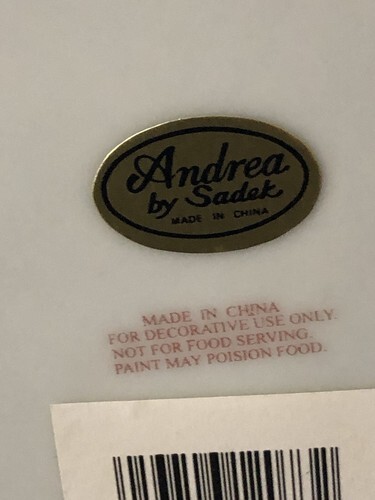 Andrea
by Sadek
MADE IN CHINA
MADE IN CHINA
FOR DECORATIVE USE ONLY.
NOT FOR FOOD SERVING.
PAINT MAY POISION FOOD.